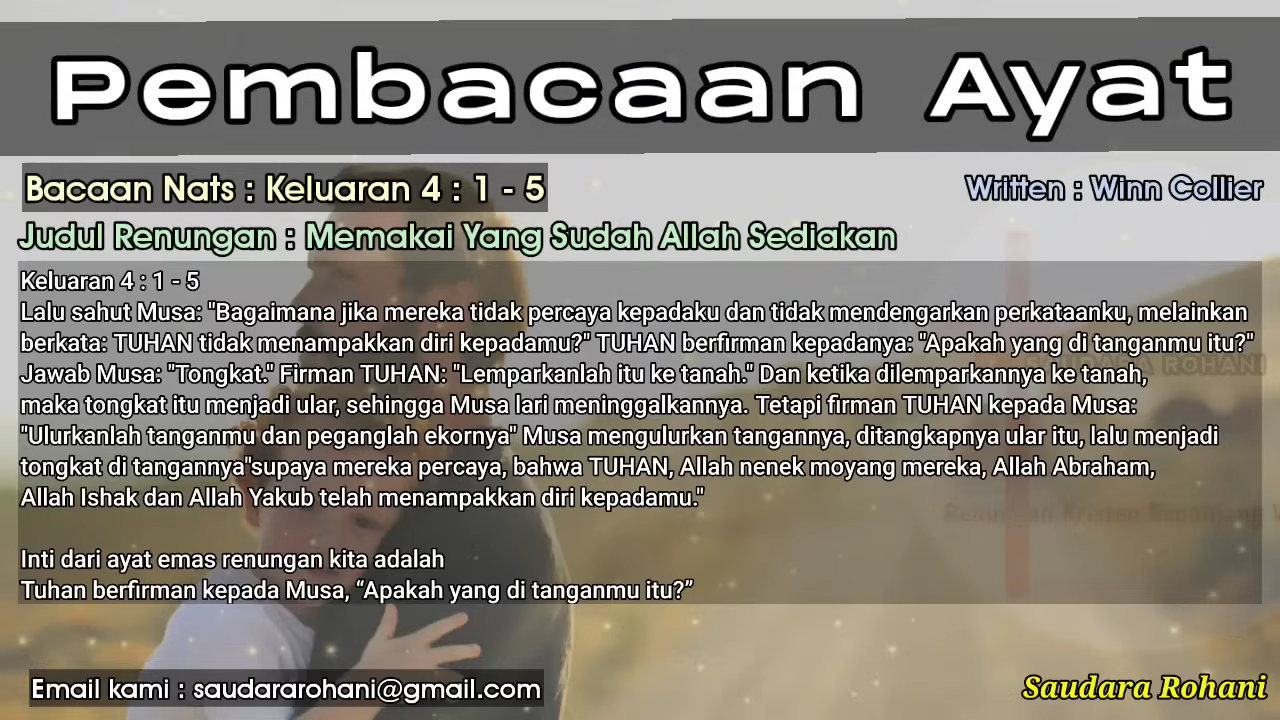 Pembacaan Ayat
Bacaan Nats : Keluaran 4 : 1 - 5
Written : Winn Collier
Judul Renungan : Memakai Yang Sudah Allah Sediakan
Keluaran 4 : 1 - 5
Lalu sahut Musa: "Bagaimana jika mereka tidak percaya kepadaku dan tidak mendengarkan perkataanku, melainkan
berkata: TUHAN tidak menampakkan diri kepadamu?" TUHAN berfirman kepadanya: "Apakah yang di tanganmu itu?"
Jawab Musa: "Tongkat." Firman TUHAN: "Lemparkanlah itu ke tanah." Dan ketika dilemparkannya ke tanah,
maka tongkat itu menjadi ular, sehingga Musa lari meninggalkannya. Tetapi firman TUHAN kepada Musa:
"Ulurkanlah tanganmu dan peganglah ekornya" Musa mengulurkan tangannya, ditangkapnya ular itu, lalu menjadi
tongkat di tangannya"supaya mereka percaya, bahwa TUHAN, Allah nenek moyang mereka, Allah Abraham,
Allah Ishak dan Allah Yakub telah menampakkan diri kepadamu."
Inti dari ayat emas renungan kita adalah
Tuhan berfirman kepada Musa, “Apakah yang di tanganmu itu?”
SAUDARA ROHANI
Renungan Kristen
Email kami : saudararohani@gmail.com
Saudara Rohani